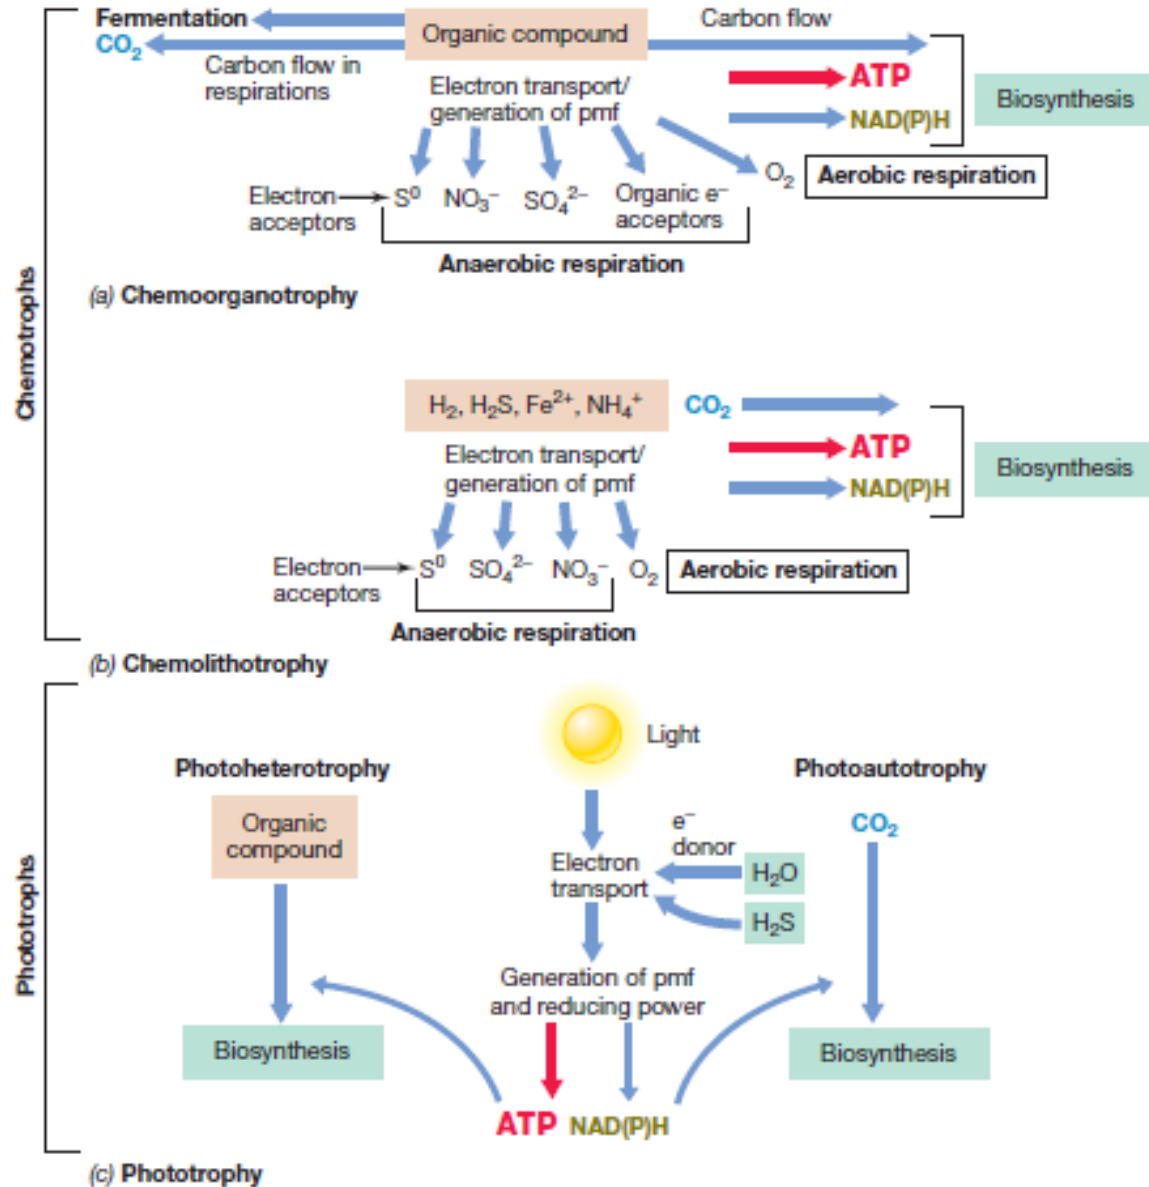 Fermentation
CO₂
Organic compound
Carbon flow
Carbon flow in
respirations
Electron transport/
generation of pmf
ATP
NAD(P)H
Biosynthesis
Electron
acceptors
S⁰
NO₃⁻
SO₄²⁻
Organic e⁻
acceptors
O₂
Aerobic respiration
Anaerobic respiration
(a) Chemoorganotrophy
Chemotrophs
H₂, H₂S, Fe²⁺, NH₄⁺
CO₂
Electron transport/
generation of pmf
ATP
NAD(P)H
Biosynthesis
Electron
acceptors
S⁰
SO₄²⁻
NO₃⁻
O₂
Aerobic respiration
Anaerobic respiration
(b) Chemolithotrophy
Light
Photoheterotrophy
Photoautotrophy
Organic
compound
e⁻
donor
CO₂
Electron
transport
H₂O
H₂S
Phototrophs
Generation of pmf
and reducing power
Biosynthesis
Biosynthesis
ATP
NAD(P)H
(c) Phototrophy